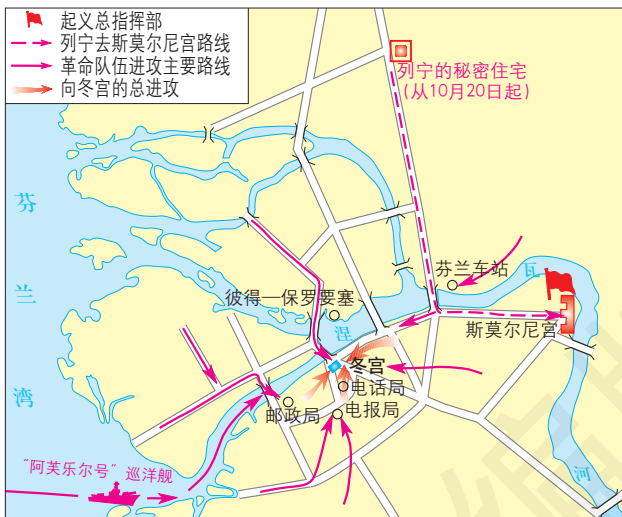 起义总指挥部
列宁去斯莫尔尼宫路线
革命队伍进攻主要路线
向冬宫的总进攻
列宁的秘密住宅
(从10月20日起)
芬
兰
湾
芬兰车站
瓦
彼得—保罗要塞
涅
斯莫尔尼宫
冬宫
电话局
邮政局
电报局
"阿芙乐尔号"巡洋舰
河